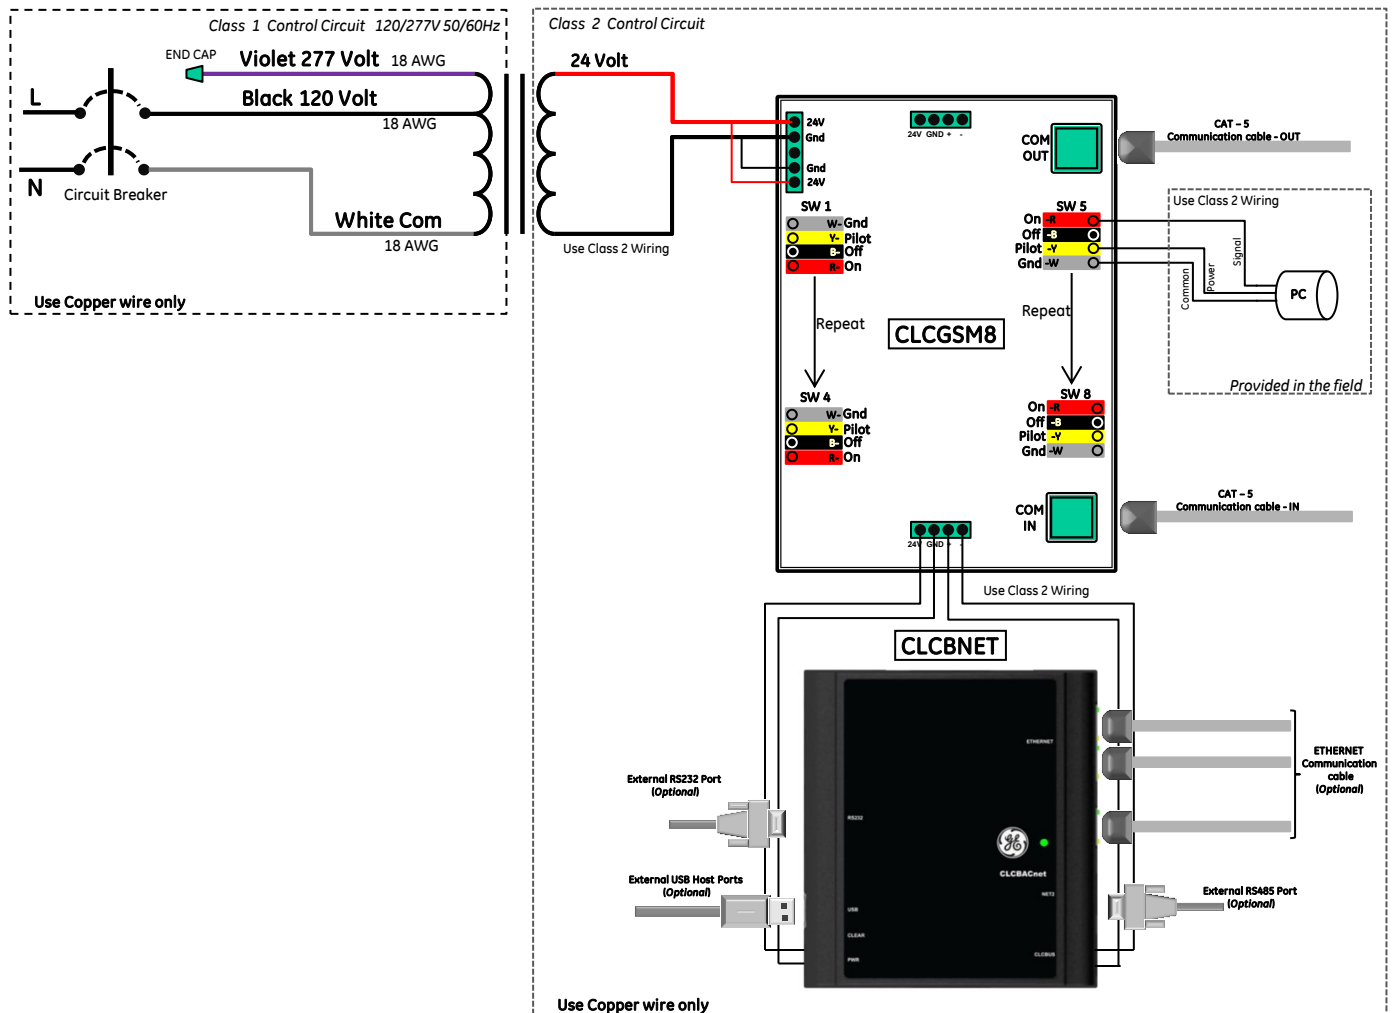 Class 1 Control Circuit 120/277V 50/60Hz
END CAP
Violet 277 Volt 18 AWG
L
Black 120 Volt
18 AWG
N
Circuit Breaker
White Com
18 AWG
Use Copper wire only
Class 2 Control Circuit
24 Volt
Use Class 2 Wiring
24V
Gnd
Gnd
24V
24V GND + -
COM
OUT
CAT – 5
Communication cable - OUT
SW 1
W- Gnd
Y- Pilot
B- Off
R- On
Repeat
SW 4
W- Gnd
Y- Pilot
B- Off
R- On
CLCGSM8
SW 5
On -R
Off -B
Pilot -Y
Gnd -W
Repeat
SW 8
On -R
Off -B
Pilot -Y
Gnd -W
Use Class 2 Wiring
Signal
Power
Common
PC
Provided in the field
COM
IN
CAT – 5
Communication cable - IN
24V GND + -
Use Class 2 Wiring
CLCBNET
ETHERNET
RS232
GE
CLCBACnet
NET2
USB
CLEAR
PWR
CLCBUS
ETHERNET
Communication
cable
(Optional)
External RS232 Port
(Optional)
External USB Host Ports
(Optional)
External RS485 Port
(Optional)
Use Copper wire only